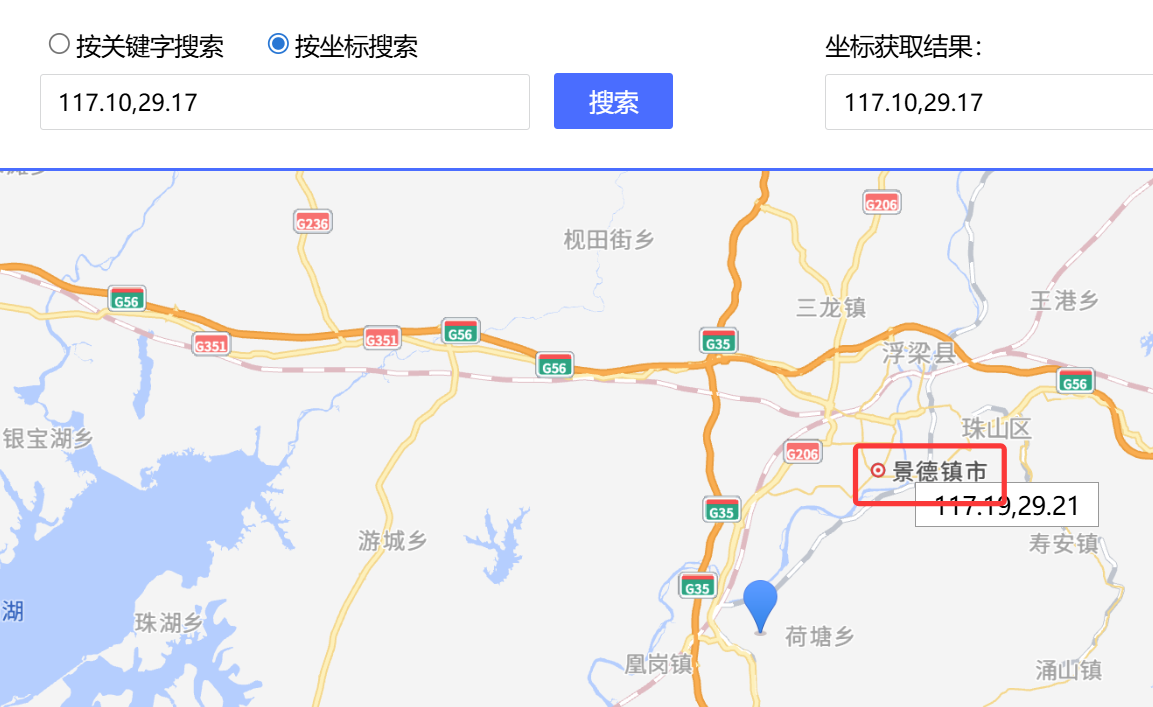 按关键字搜索
按坐标搜索
坐标获取结果：
117.10,29.17
搜索
117.10,29.17
G236
G206
枧田街乡
G56
三龙镇
王港乡
G351
G351
G56
G35
浮梁县
G56
G56
银宝湖乡
珠山区
G206
景德镇市
117.19,29.21
G35
游城乡
寿安镇
G35
湖
珠湖乡
荷塘乡
凰岗镇
涌山镇